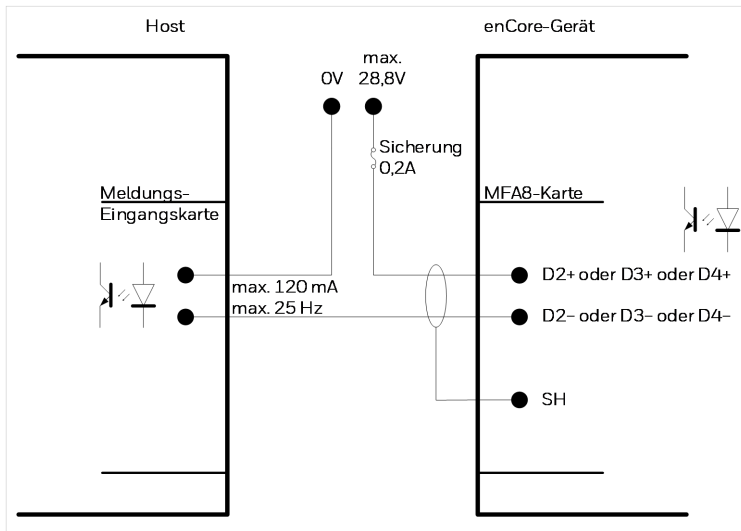 Host
enCore-Gerät
max.
0V 28,8V
Sicherung
0,2A
Meldungs-
Eingangskarte
MFA8-Karte
max. 120 mA
max. 25 Hz
D2+ oder D3+ oder D4+
D2− oder D3− oder D4−
SH